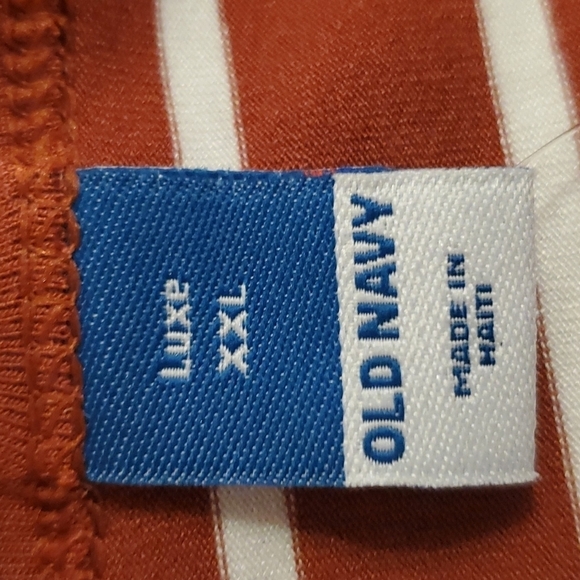 LUXE
XXL
OLD NAVY
MADE IN
HAITI